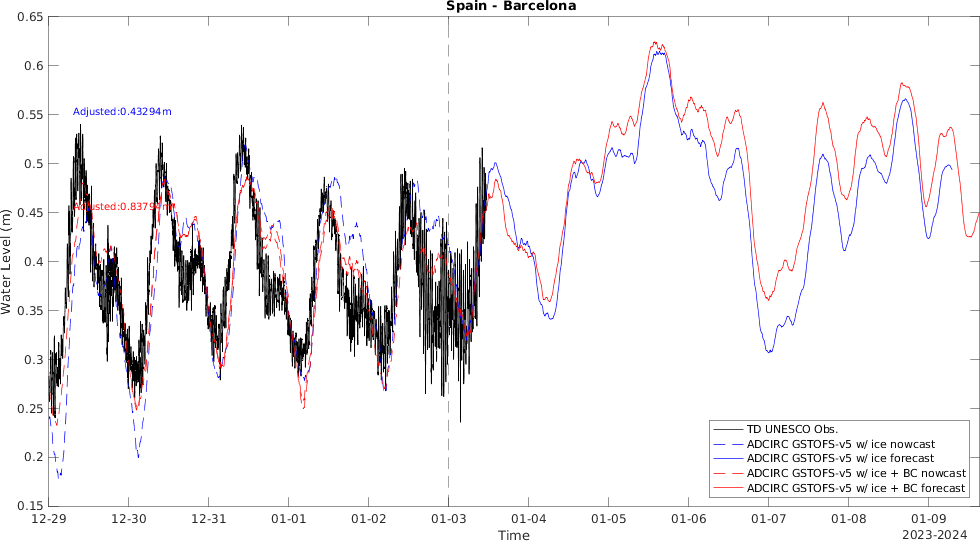 Spain - Barcelona
0.65
0.6
0.55
0.5
0.45
0.4
0.35
0.3
0.25
0.2
0.15
Water Level (m)
Adjusted:0.43294m
TD UNESCO Obs.
ADCIRC GSTOFS-v5 w/ ice nowcast
ADCIRC GSTOFS-v5 w/ ice forecast
ADCIRC GSTOFS-v5 w/ ice + BC nowcast
ADCIRC GSTOFS-v5 w/ ice + BC forecast
12-29 12-30 12-31 01-01 01-02 01-03 01-04 01-05 01-06 01-07 01-08 01-09
Time
2023-2024